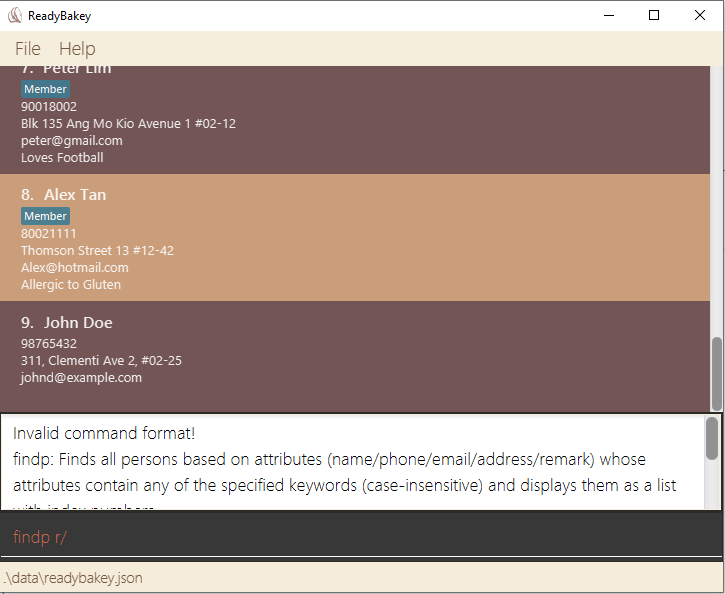 ReadyBakey
File Help
7. Peter Lim
Member
90018002
Blk 135 Ang Mo Kio Avenue 1 #02-12
peter@gmail.com
Loves Football
8. Alex Tan
Member
80021111
Thomson Street 13 #12-42
Alex@hotmail.com
Allergic to Gluten
9. John Doe
98765432
311, Clementi Ave 2, #02-25
johnd@example.com
Invalid command format!
findp: Finds all persons based on attributes (name/phone/email/address/remark) whose
attributes contain any of the specified keywords (case-insensitive) and displays them as a list
with index numbers
findp r/
.\data\readybakey.json